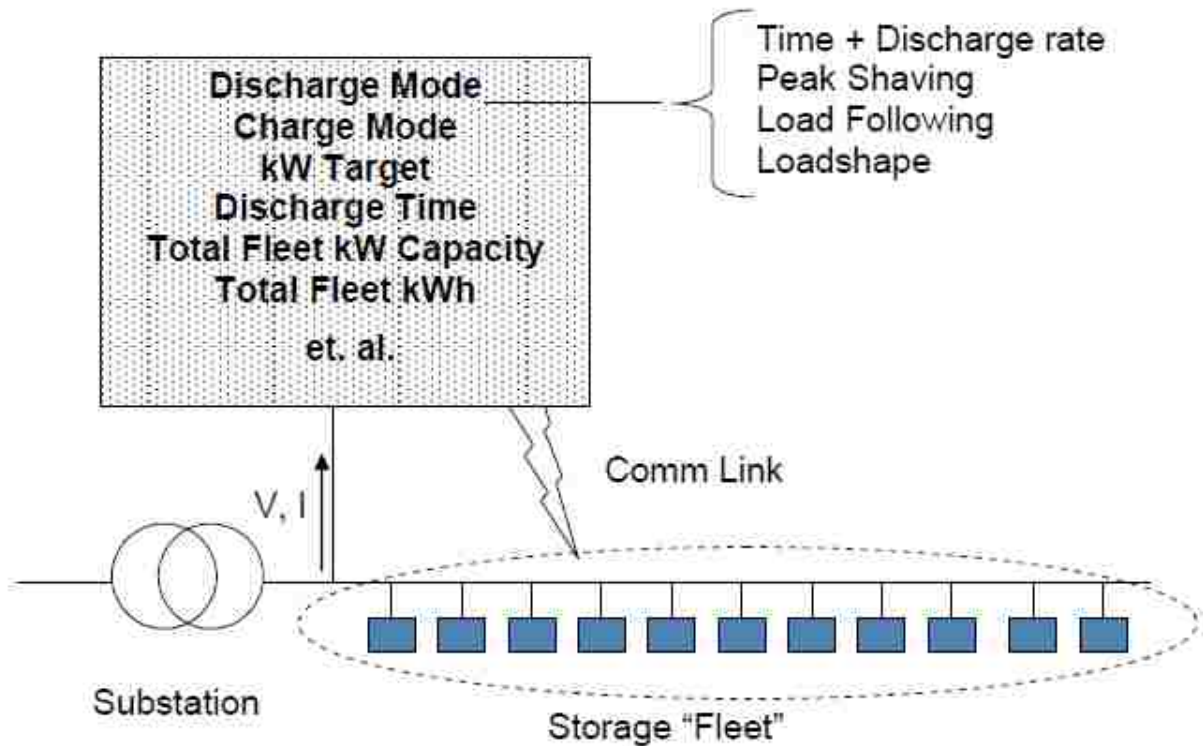 Discharge Mode
Charge Mode
kW Target
Discharge Time
Total Fleet kW Capacity
Total Fleet kWh
et. al.
Time + Discharge rate
Peak Shaving
Load Following
Loadshape
Comm Link
V, I
Substation
Storage “Fleet”